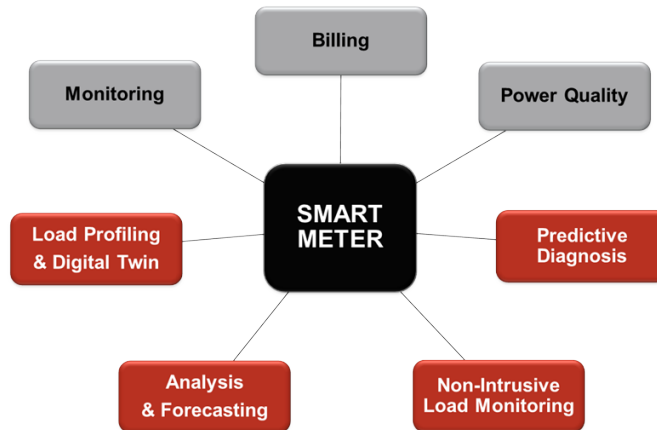 Billing
Monitoring
Power Quality
SMART
METER
Load Profiling
& Digital Twin
Predictive
Diagnosis
Analysis
& Forecasting
Non-Intrusive
Load Monitoring